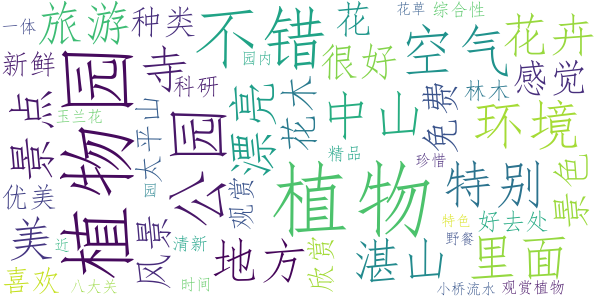 一体
旅游
种类
不错
花
花草
综合性
空气
花卉
新鲜
园
寺
科研
园内
很好
感觉
景点
玉兰花
太平山
漂亮
花木
中山
免费
林木
环境
植物园
公园
精品
珍惜
植物
特别
景色
优美
园
观赏
美
近
风景
清新
地方
欣赏
湛山
特色
野餐
好去处
里面
喜欢
八大关
时间
小桥流水
观赏植物